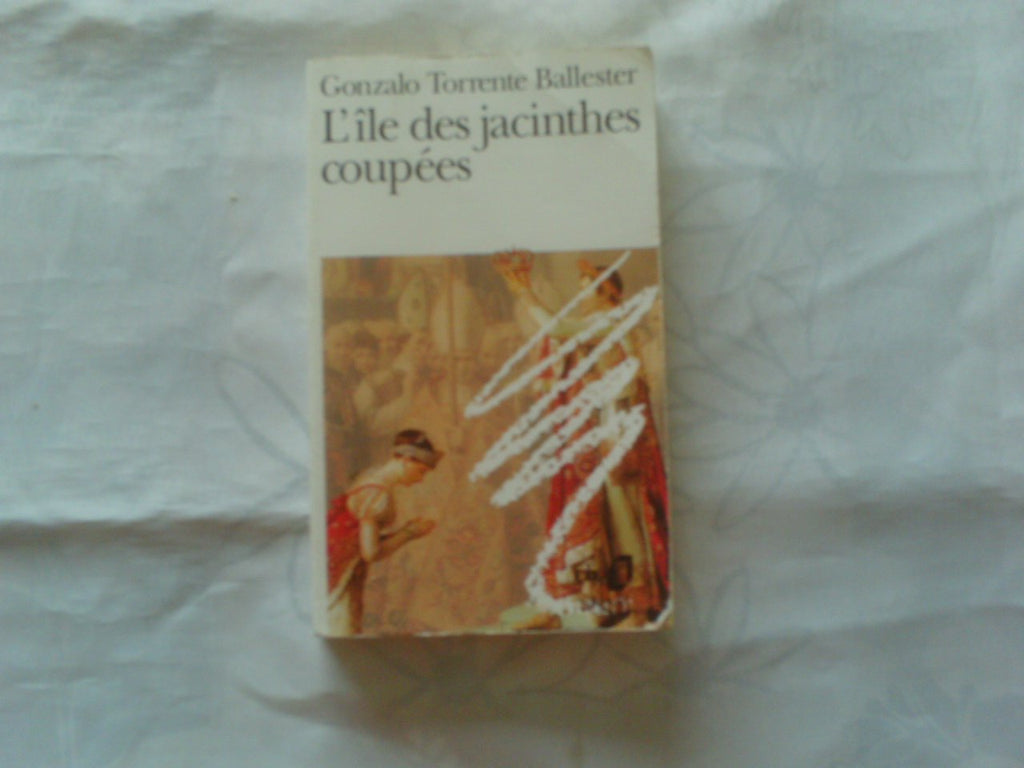 Gonzalo Torrente Ballester
L'île des jacinthes
coupées